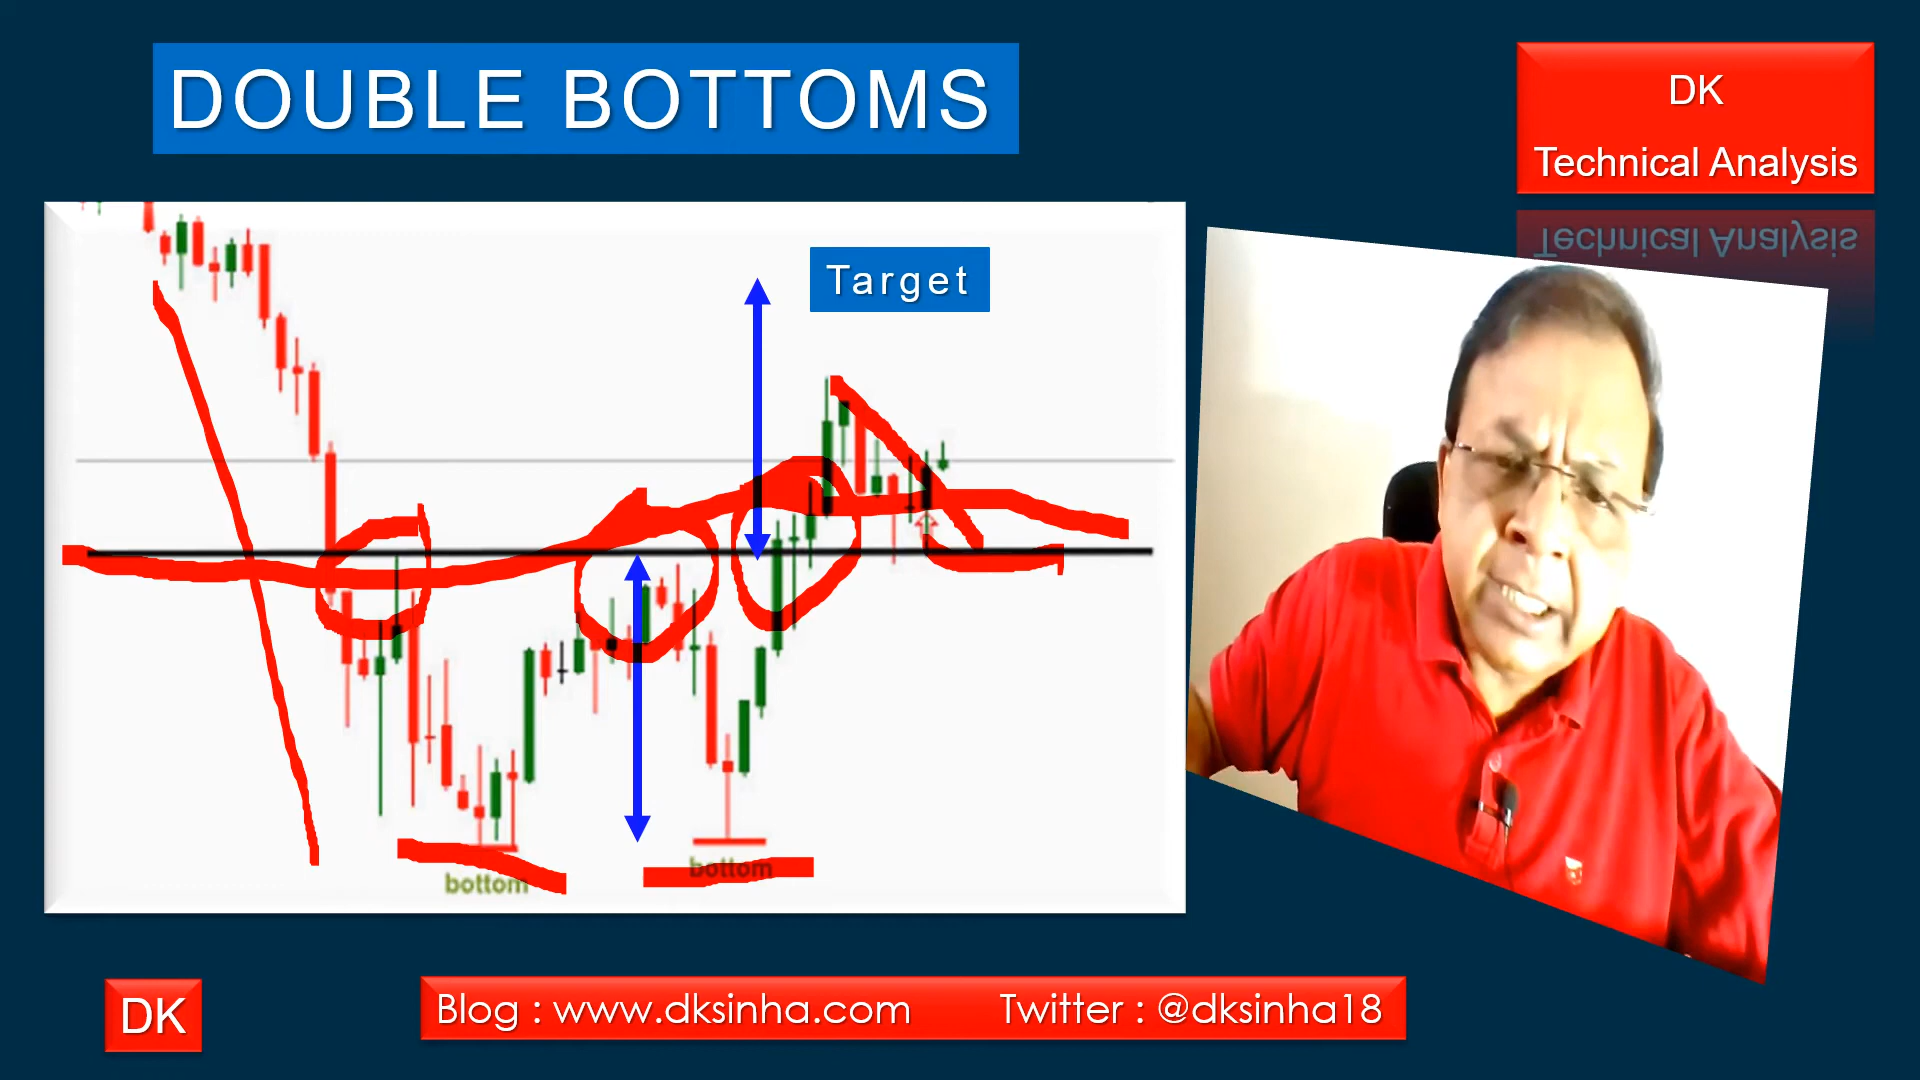 DOUBLE BOTTOMS
DK
Technical Analysis
Technical Analysis
Target
bottom
bottom
DK
Blog : www.dksinha.com Twitter : @dksinha18